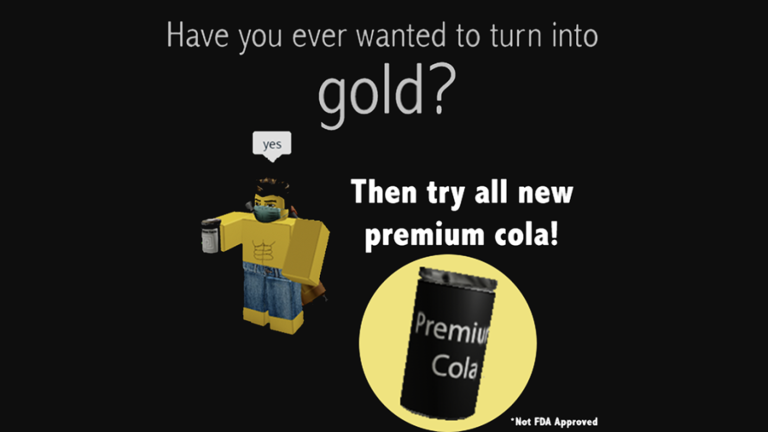 Have you ever wanted to turn into
gold?
yes
Then try all new
premium cola!
Premiu
Cola
*Not FDA Approved